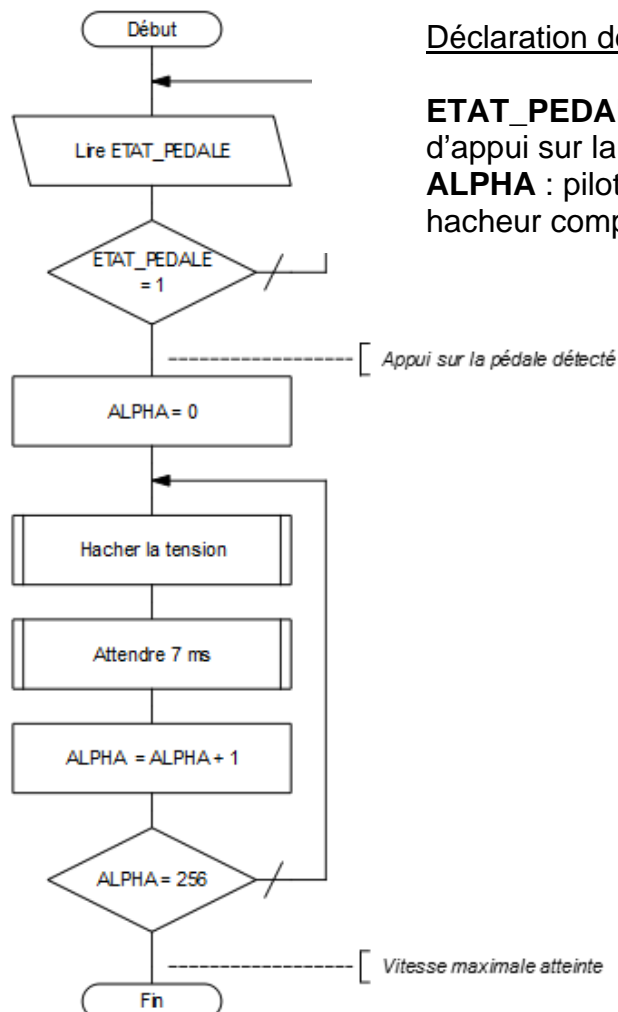 Début
Déclaration d
ETAT_PEDA
d'appui sur la
ALPHA : pilot
hacheur comp
Lire ETAT_PEDALE
ETAT_PEDALE
= 1
Appui sur la pédale détecté
ALPHA = 0
Hacher la tension
Attendre 7 ms
ALPHA = ALPHA + 1
ALPHA = 256
Vitesse maximale atteinte
Fin